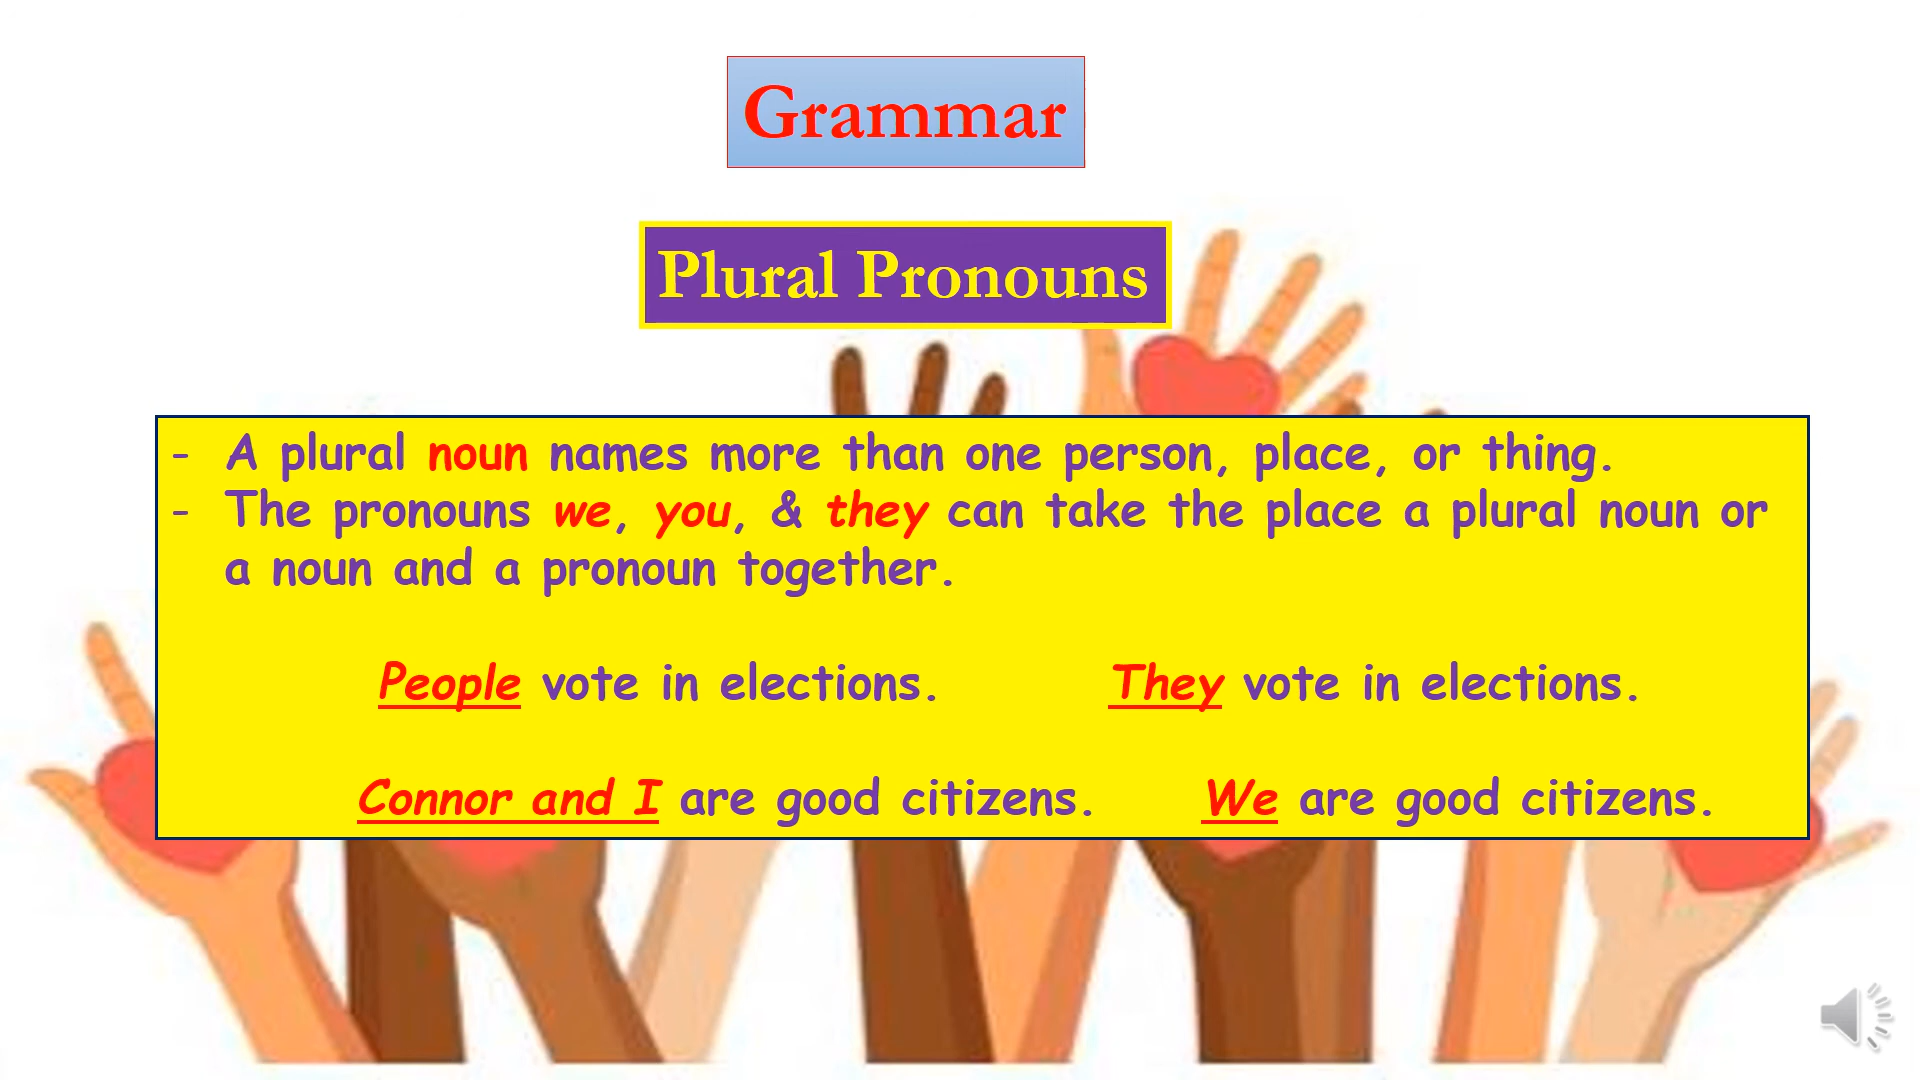 Grammar
Plural Pronouns
- A plural noun names more than one person, place, or thing.
- The pronouns we, you, & they can take the place a plural noun or
a noun and a pronoun together.
People vote in elections. They vote in elections.
Connor and I are good citizens. We are good citizens.